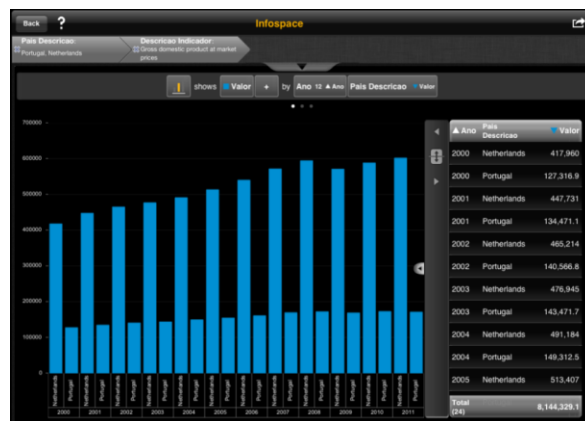 Back ? Infospace
Pais Descricao:
Portugal, Netherlands
Descricao Indicador:
Gross domestic product at market
prices
shows Valor + by Ano 12 ▲ Ano Pais Descricao ▼ Valor
700000
600000
500000
400000
300000
200000
100000
0
Netherlands Portugal Netherlands Portugal Netherlands Portugal Netherlands Portugal Netherlands Portugal Netherlands Portugal Netherlands Portugal Netherlands Portugal Netherlands Portugal Netherlands Portugal Netherlands Portugal Netherlands Portugal
2000 2001 2002 2003 2004 2005 2006 2007 2008 2009 2010 2011
▲ Ano Pais Descricao ▼ Valor
2000 Netherlands 417,960
2000 Portugal 127,316.9
2001 Netherlands 447,731
2001 Portugal 134,471.1
2002 Netherlands 465,214
2002 Portugal 140,566.8
2003 Netherlands 476,945
2003 Portugal 143,471.7
2004 Netherlands 491,184
2004 Portugal 149,312.5
2005 Netherlands 513,407
Total (24) 8,144,329.1